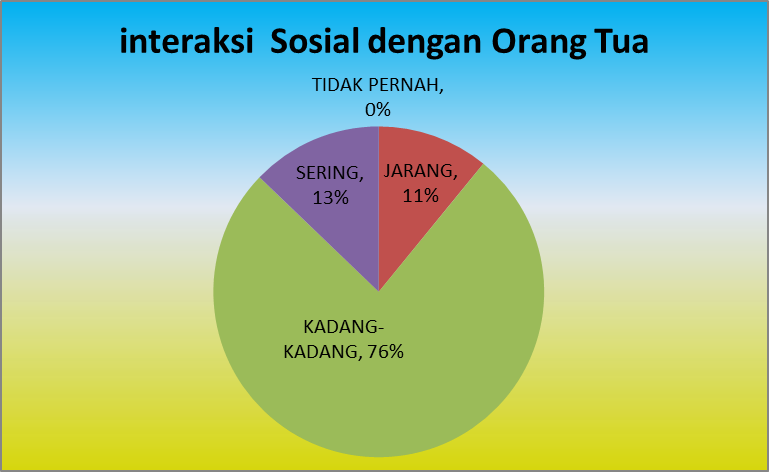 interaksi  Sosial dengan Orang Tua
TIDAK PERNAH,
0%
SERING,
13%
JARANG,
11%
KADANG-
KADANG, 76%